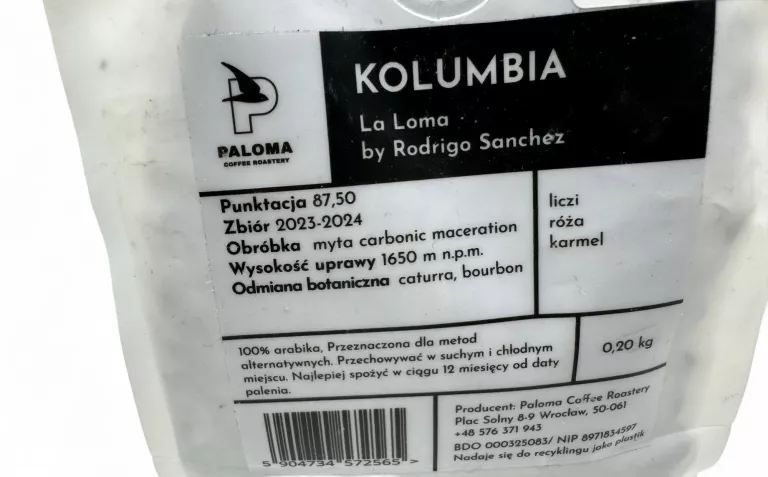 P
PALOMA
COFFEE ROASTERY
KOLUMBIA
La Loma
by Rodrigo Sanchez
Punktacja 87,50
Zbiór 2023-2024
Obróbka myta carbonic maceration
Wysokość uprawy 1650 m n.p.m.
Odmiana botaniczna caturra, bourbon
liczi
róża
karmel
100% arabika, Przeznaczona dla metod
alternatywnych. Przechowywać w suchym i chłodnym
miejscu. Najlepiej spożyć w ciągu 12 miesięcy od daty
palenia.
0,20 kg
5 904734 572565 >
Producent: Paloma Coffee Roastery
Plac Solny 8-9 Wrocław, 50-061
+48 576 371 943
BDO 000325083/ NIP 8971834597
Nadaje się do recyklingu jako plastik